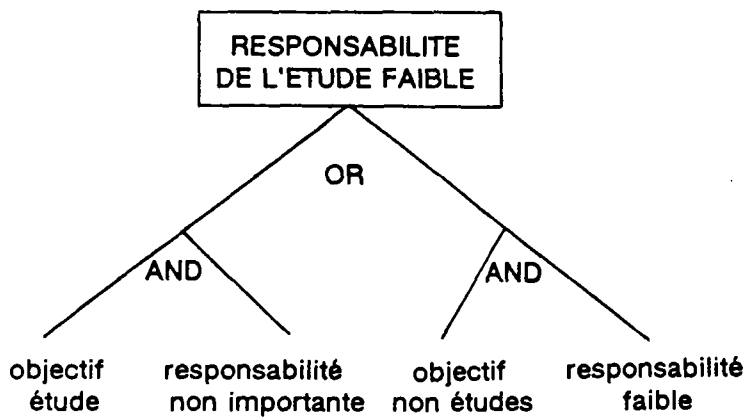 RESPONSABILITE
DE L'ETUDE FAIBLE
OR
AND
AND
objectif
étude
responsabilité
non importante
objectif
non études
responsabilité
faible